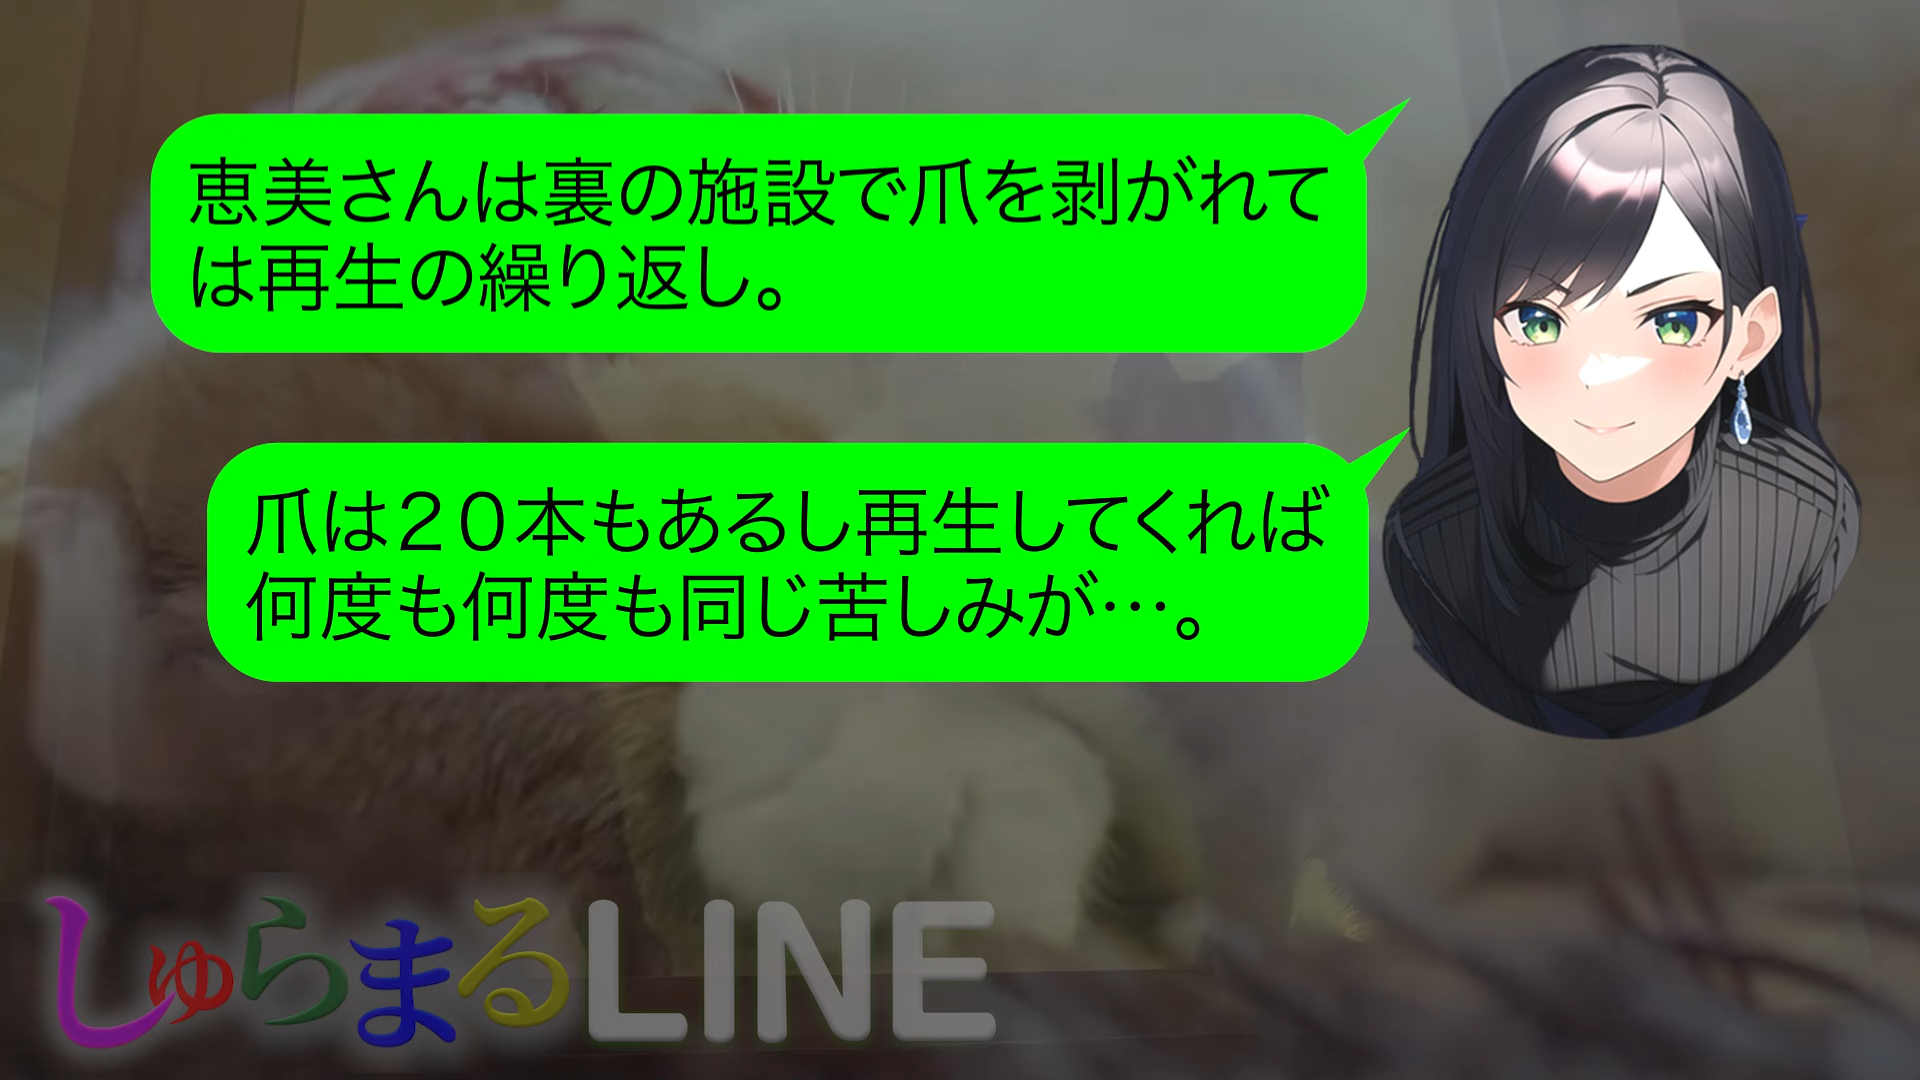 恵美さんは裏の施設で爪を剥がれて
は再生の繰り返し。
爪は２０本もあるし再生してくれば
何度も何度も同じ苦しみが…。
しゅらまるLINE